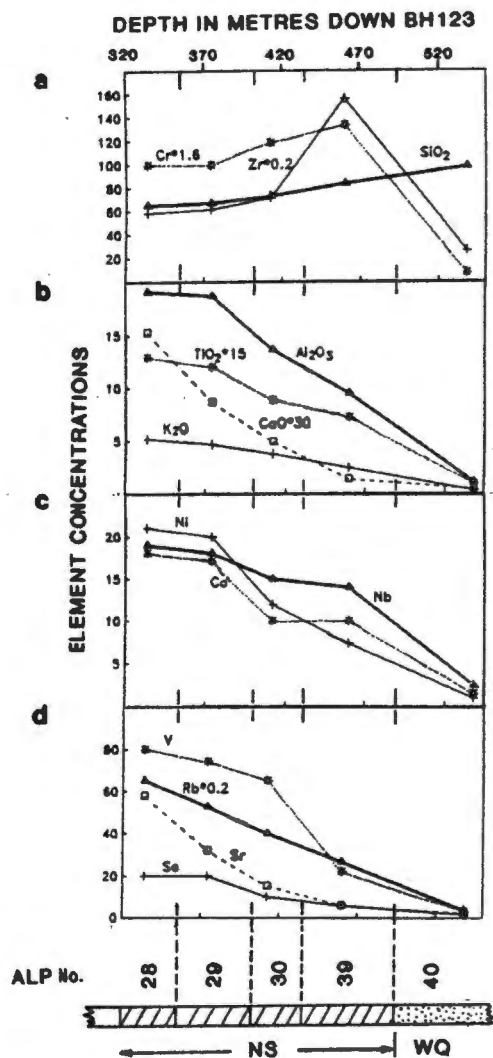 DEPTH IN METRES DOWN BH123
320 370 420 470 520
a
160
140
120
100
80
60
40
20
Cr*1.6
Zr*0.2
SiO2
b
15
10
5
Al2O3
TiO2*15
CaO*30
K2O
ELEMENT CONCENTRATIONS
c
20
15
10
5
Ni
Co
Nb
d
80
60
40
20
0
V
Rb*0.2
Sr
Sc
ALP No.
28 29 30 39 40
NS WQ